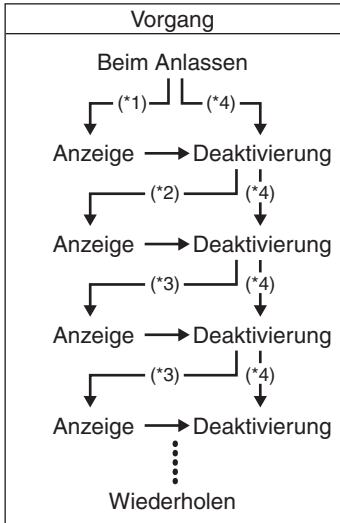 Vorgang
Beim Anlassen
(*1) (*4)
Anzeige Deaktivierung
(*2) (*4)
Anzeige Deaktivierung
(*3) (*4)
Anzeige Deaktivierung
(*3) (*4)
Anzeige Deaktivierung
Wiederholen